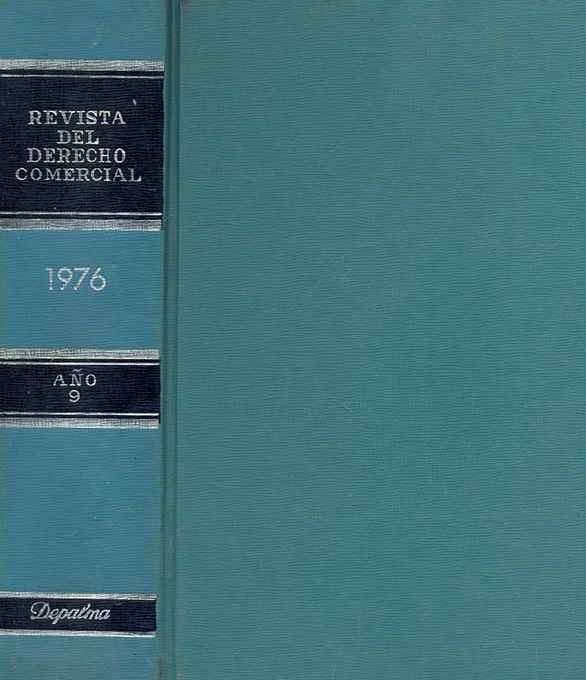 REVISTA
DEL
DERECHO
COMERCIAL
1976
AÑO
9
Depalma